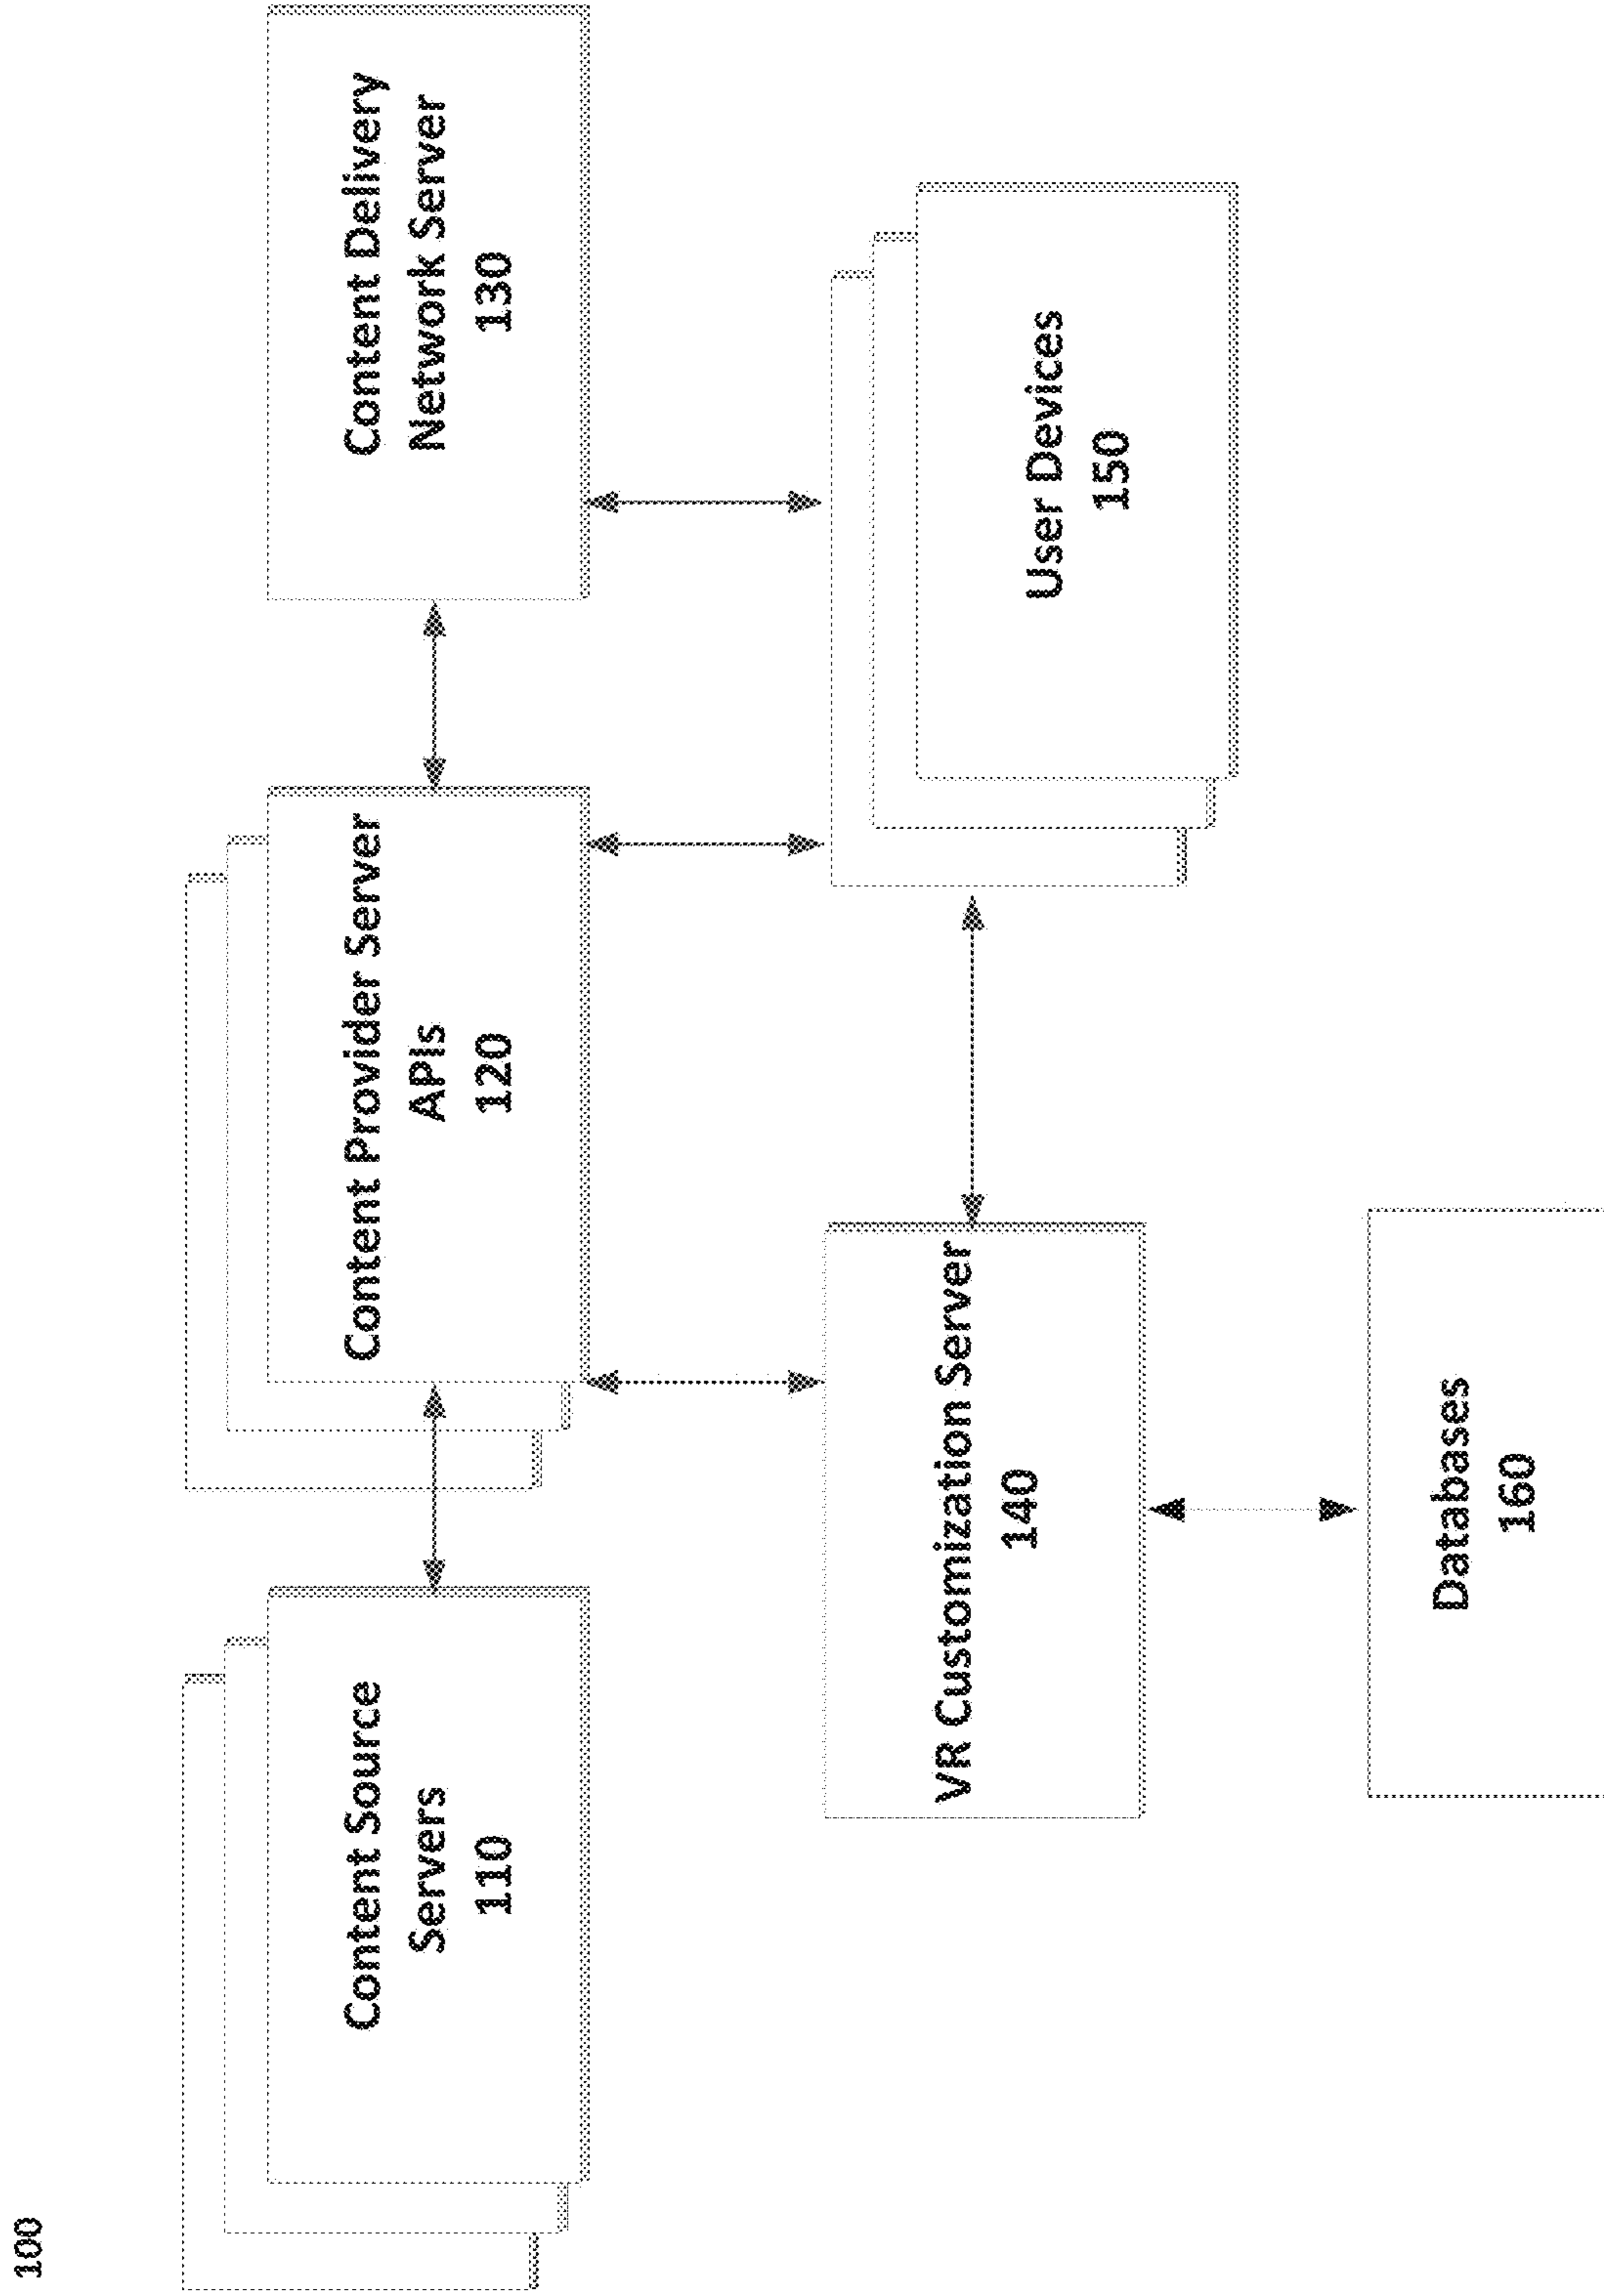 100
Content Source
Servers
110
Content Provider Server
APIs
120
Content Delivery
Network Server
130
VR Customization Server
140
User Devices
150
Databases
160